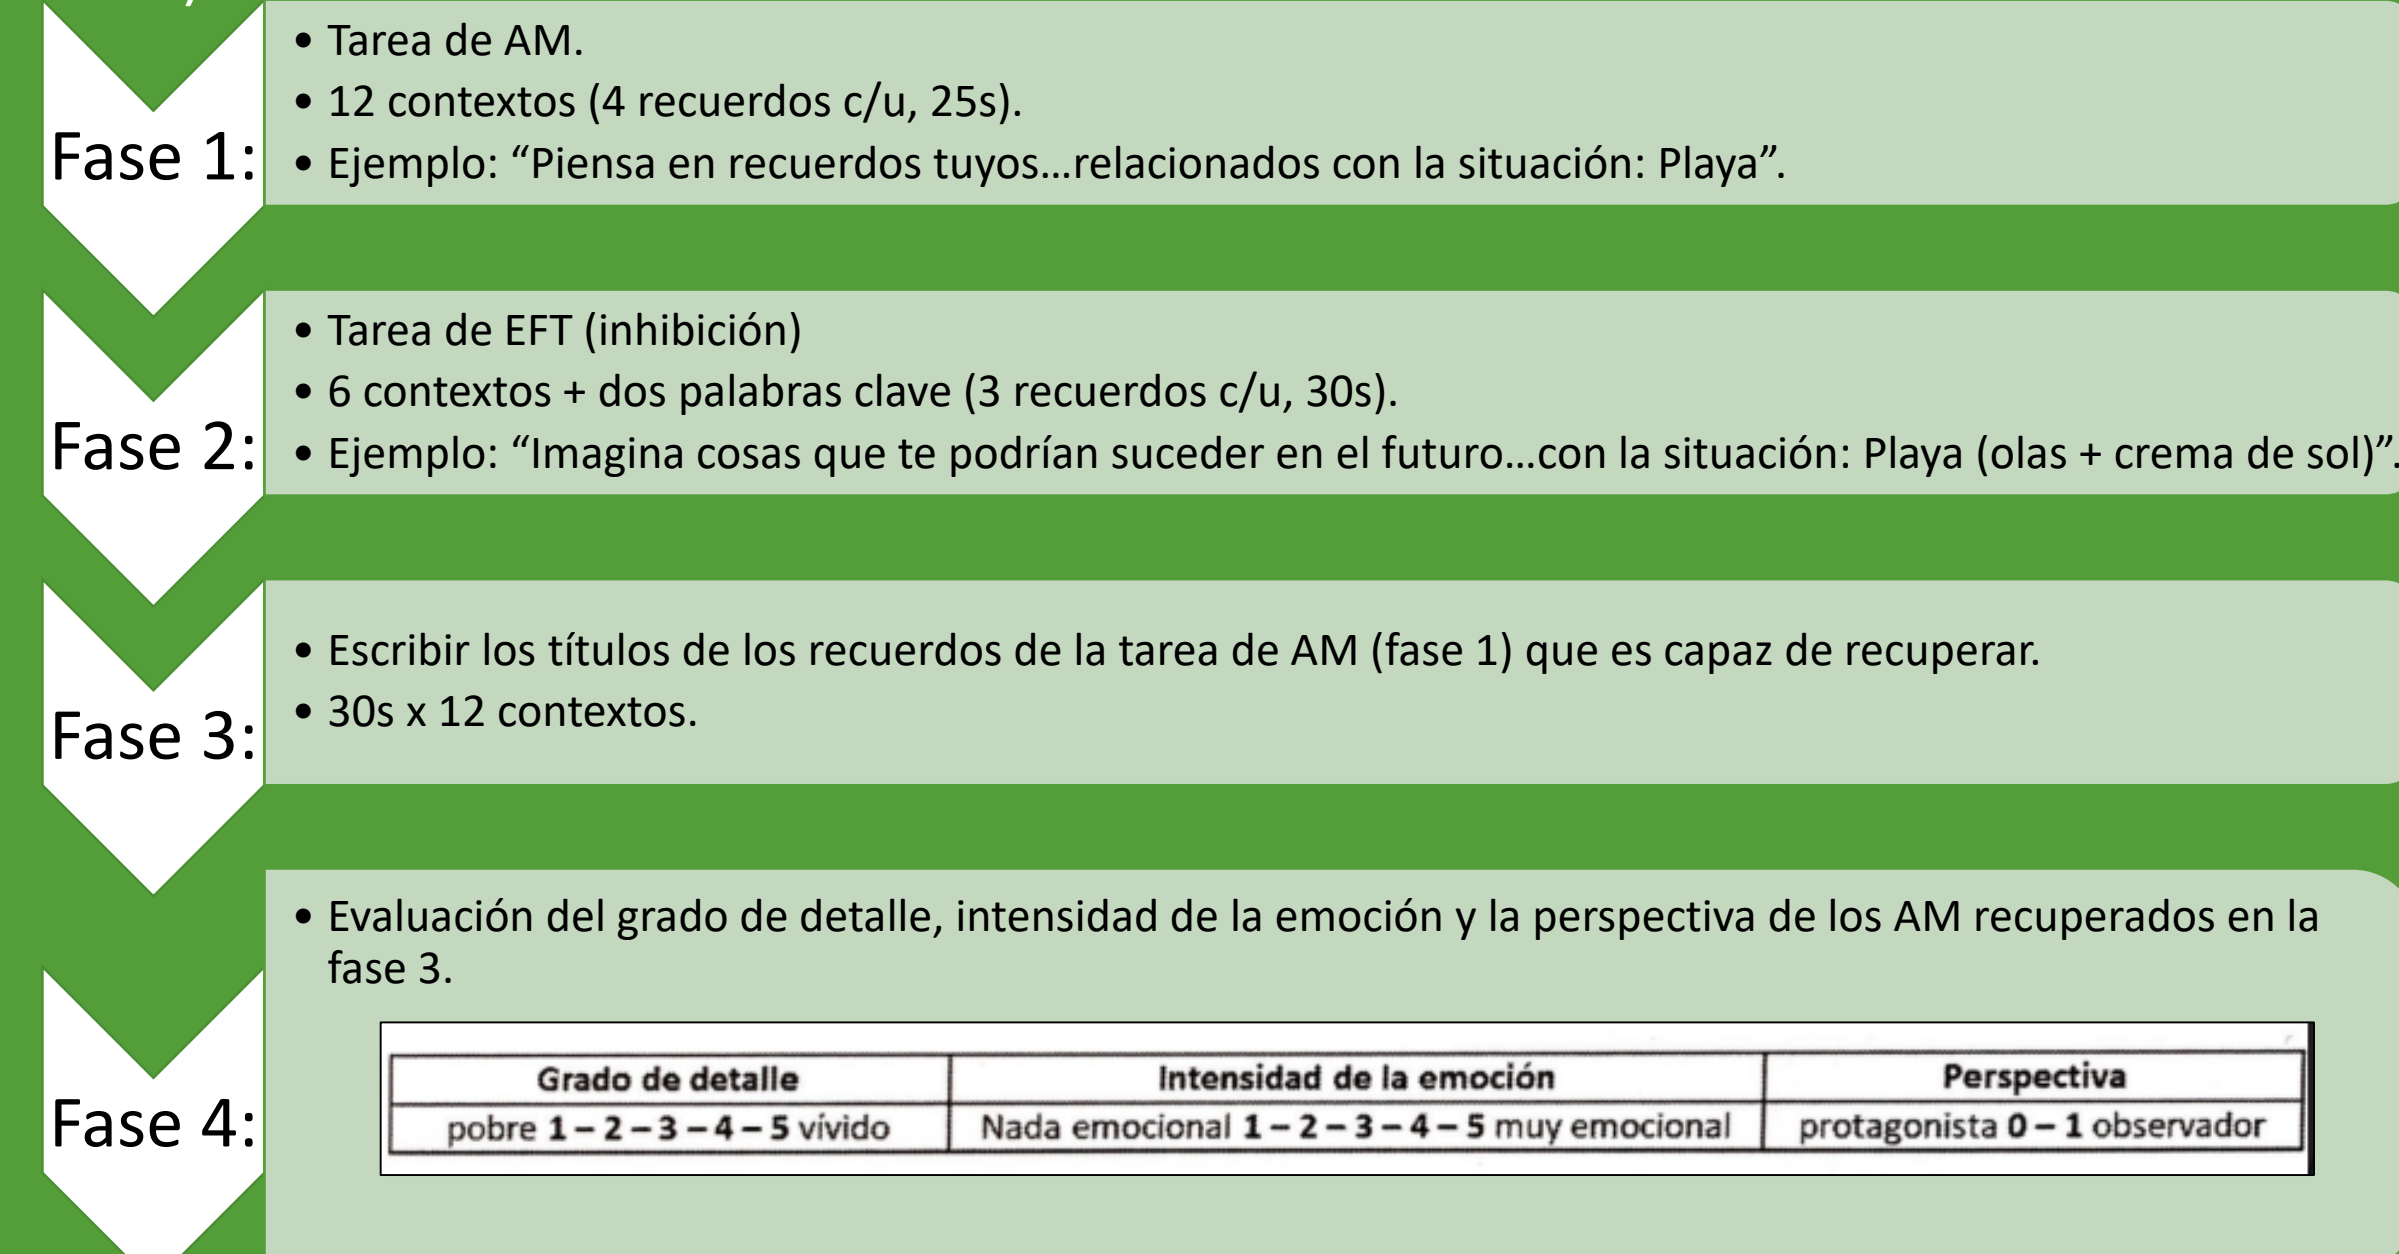 Fase 1:
• Tarea de AM.
• 12 contextos (4 recuerdos c/u, 25s).
• Ejemplo: “Piensa en recuerdos tuyos...relacionados con la situación: Playa”.
Fase 2:
• Tarea de EFT (inhibición)
• 6 contextos + dos palabras clave (3 recuerdos c/u, 30s).
• Ejemplo: “Imagina cosas que te podrían suceder en el futuro...con la situación: Playa (olas + crema de sol)”.
Fase 3:
• Escribir los títulos de los recuerdos de la tarea de AM (fase 1) que es capaz de recuperar.
• 30s x 12 contextos.
Fase 4:
• Evaluación del grado de detalle, intensidad de la emoción y la perspectiva de los AM recuperados en la
fase 3.
Grado de detalle Intensidad de la emoción Perspectiva
pobre 1 – 2 – 3 – 4 – 5 vívido Nada emocional 1 – 2 – 3 – 4 – 5 muy emocional protagonista 0 – 1 observador